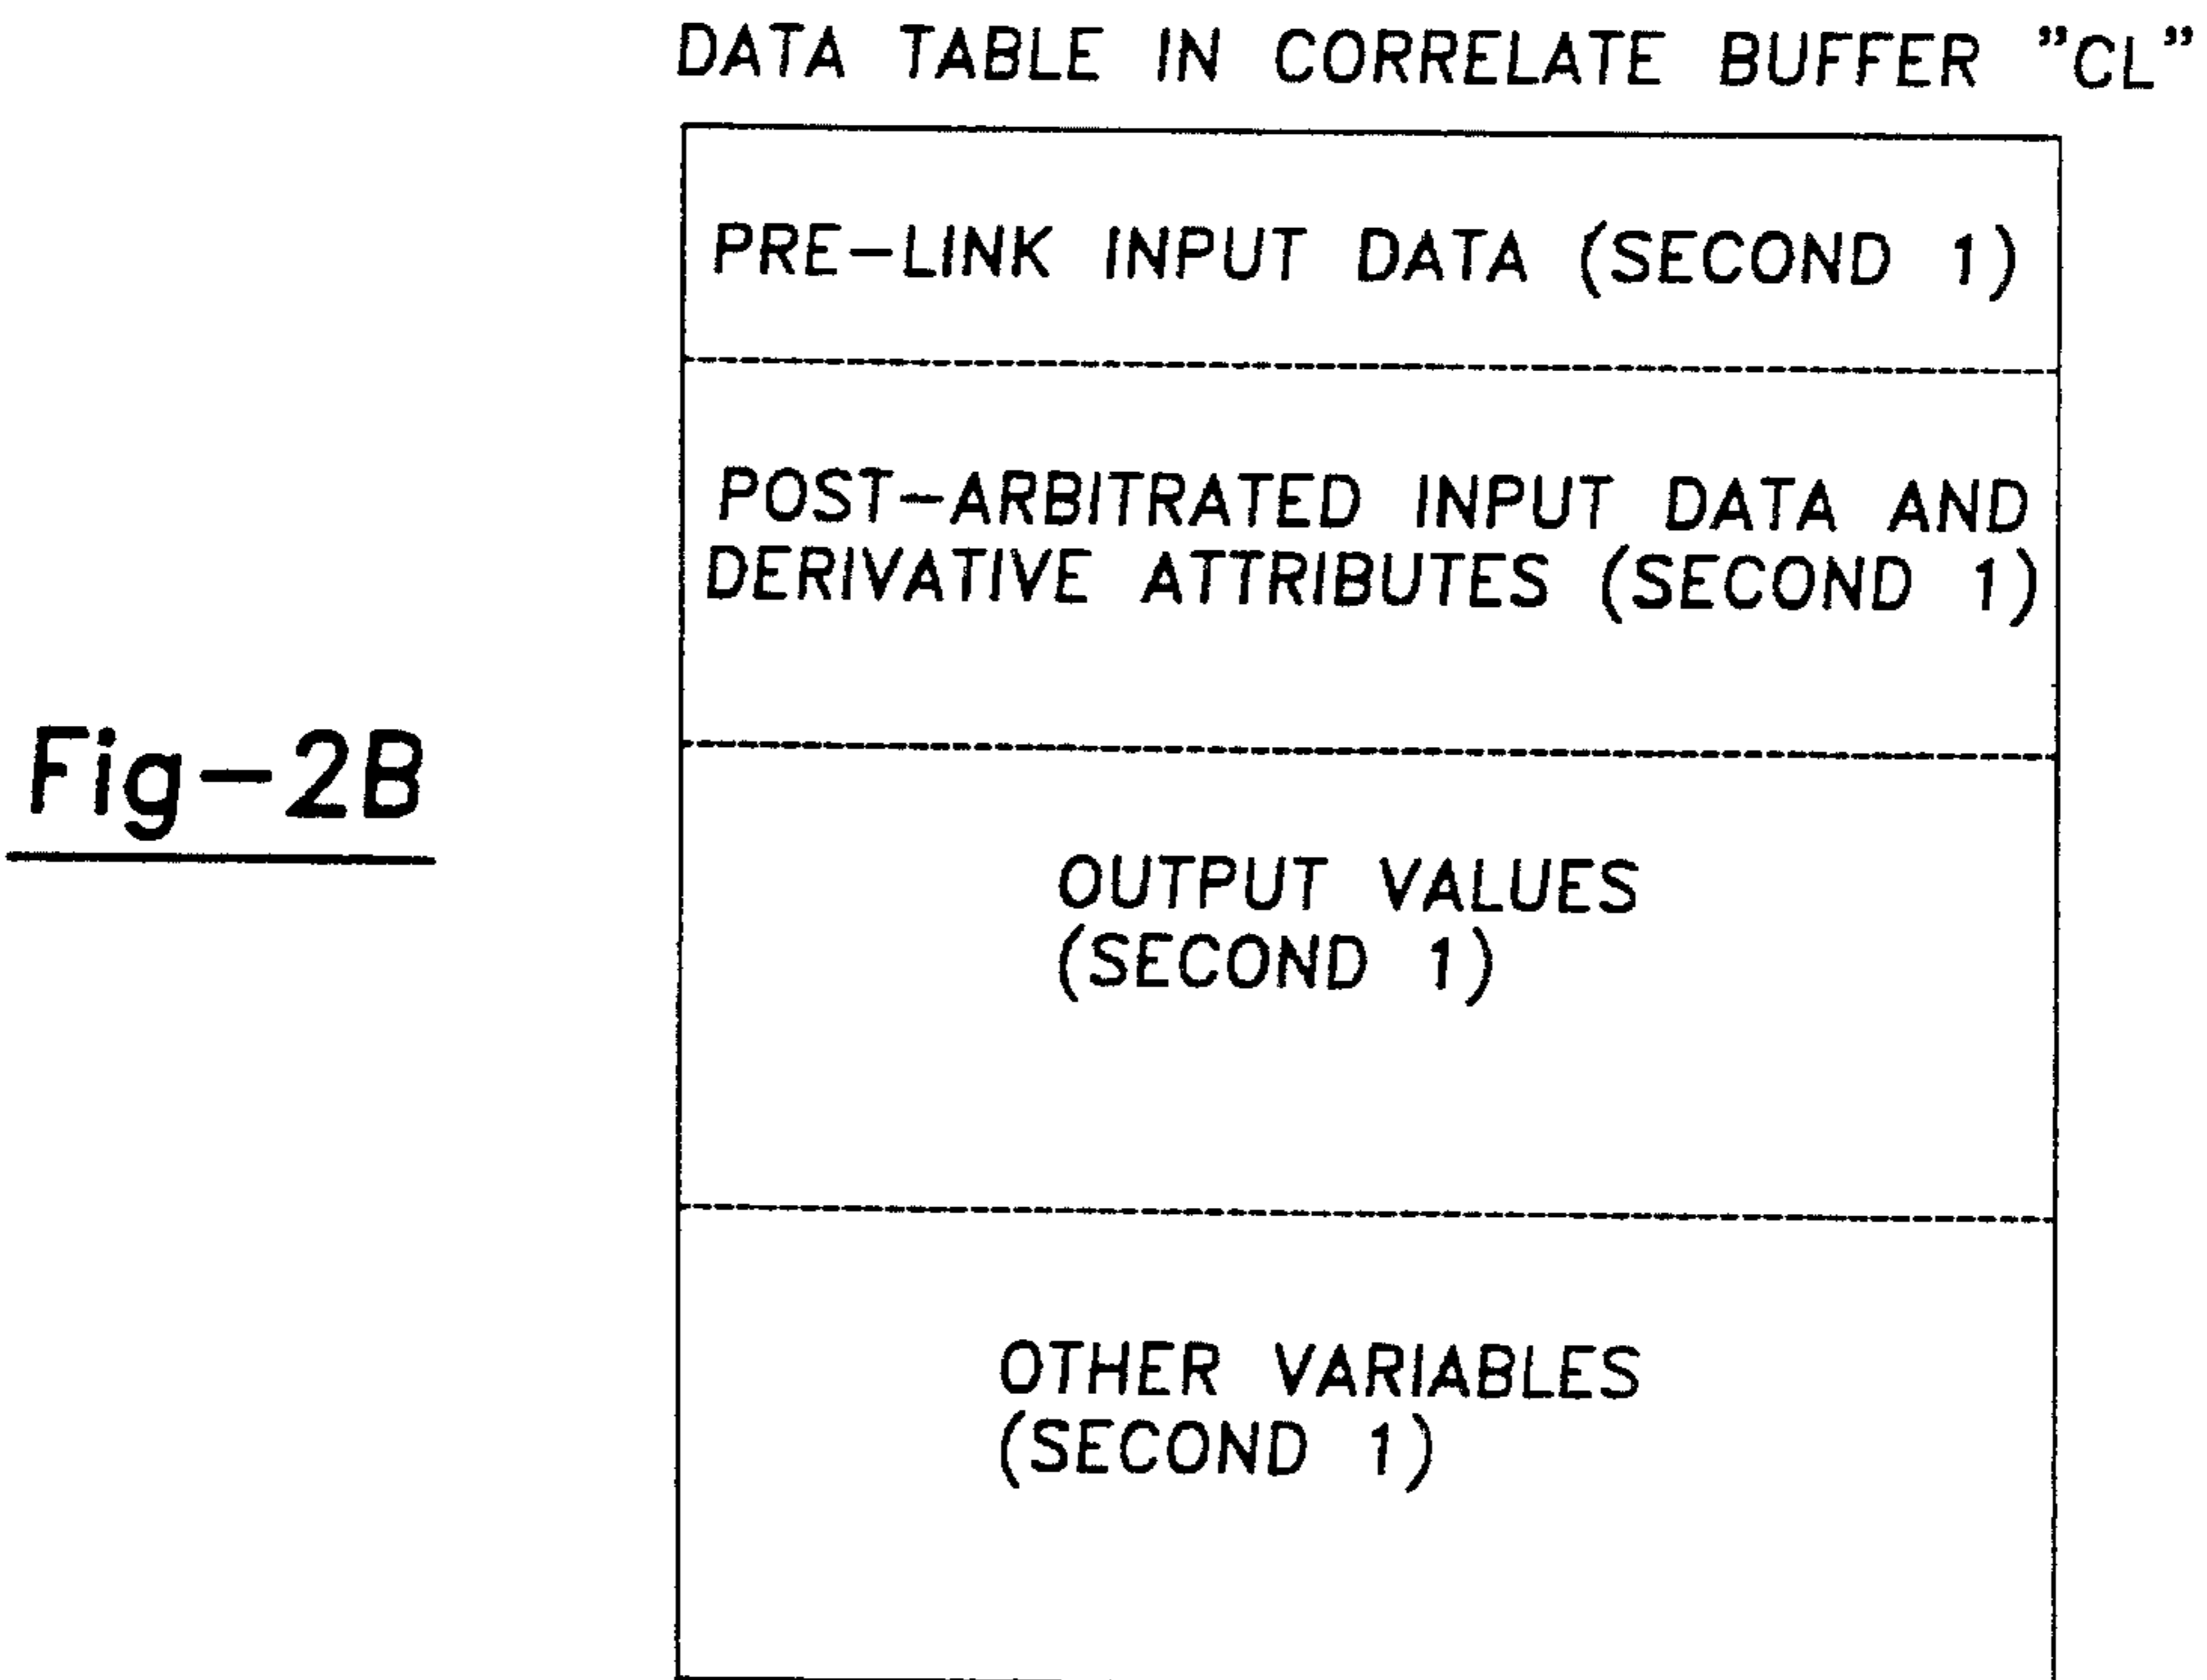 DATA TABLE IN CORRELATE BUFFER "CL"
PRE-LINK INPUT DATA (SECOND 1)
POST-ARBITRATED INPUT DATA AND
DERIVATIVE ATTRIBUTES (SECOND 1)
Fig-2B
OUTPUT VALUES
(SECOND 1)
OTHER VARIABLES
(SECOND 1)